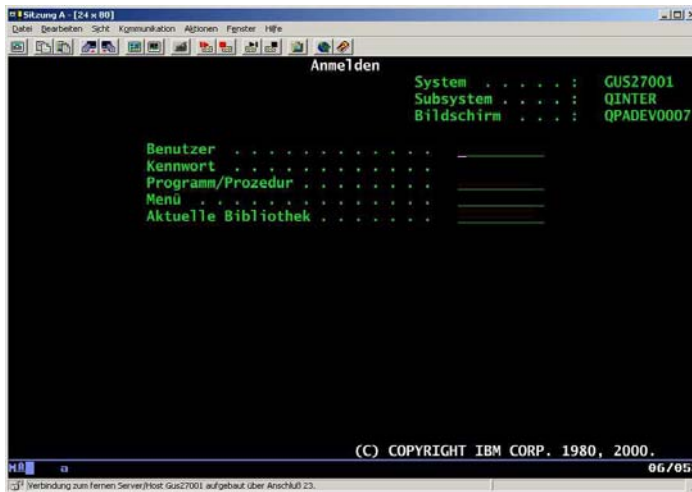 Sitzung A - [24 x 80]
Datei Bearbeiten Sicht Kommunikation Aktionen Fenster Hilfe
Anmelden
System . . . . . : GUS27001
Subsystem . . . . : QINTER
Bildschirm . . . : QPADEV0007
Benutzer . . . . . . . . . . . . .
Kennwort . . . . . . . . . . . . .
Programm/Prozedur . . . . . . . .
Menü . . . . . . . . . . . . . . .
Aktuelle Bibliothek . . . . . . .
(C) COPYRIGHT IBM CORP. 1980, 2000.
MA a 06/05
Verbindung zum fernen Server/Host Gus27001 aufgebaut über Anschluß 23.